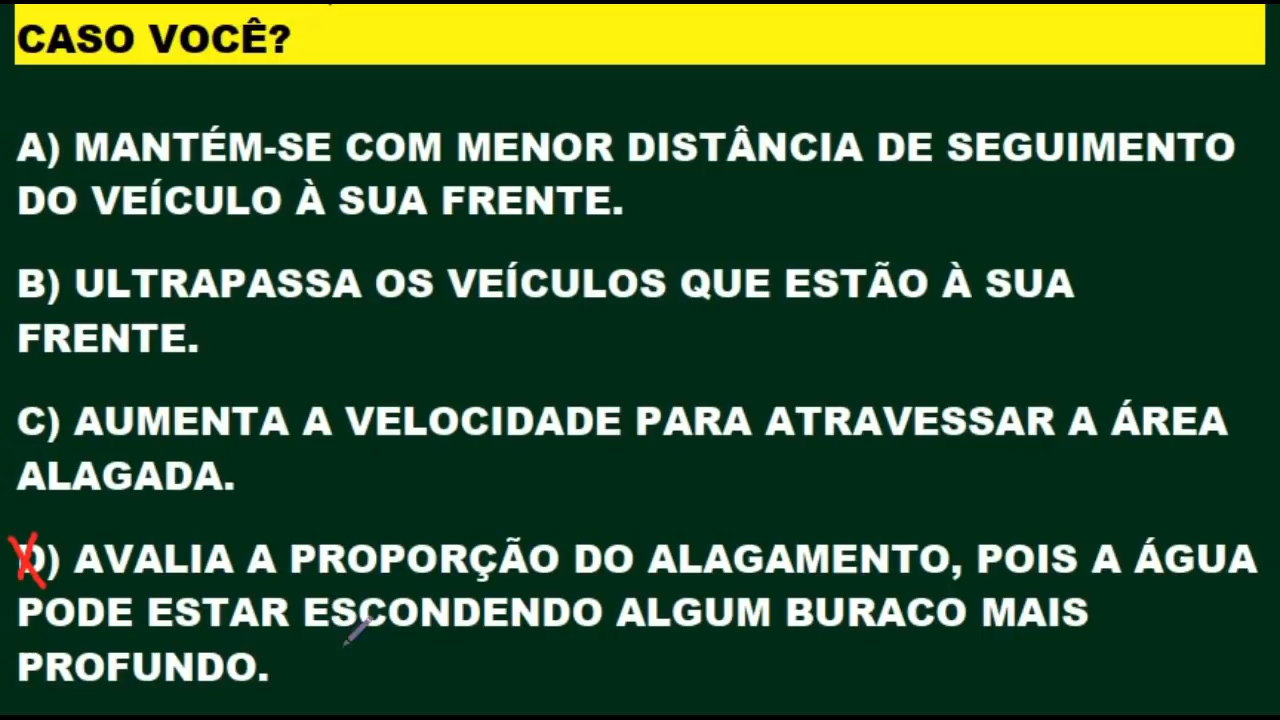 CASO VOCÊ?
A) MANTÉM-SE COM MENOR DISTÂNCIA DE SEGUIMENTO
DO VEÍCULO À SUA FRENTE.
B) ULTRAPASSA OS VEÍCULOS QUE ESTÃO À SUA
FRENTE.
C) AUMENTA A VELOCIDADE PARA ATRAVESSAR A ÁREA
ALAGADA.
D) AVALIA A PROPORÇÃO DO ALAGAMENTO, POIS A ÁGUA
PODE ESTAR ESCONDENDO ALGUM BURACO MAIS
PROFUNDO.